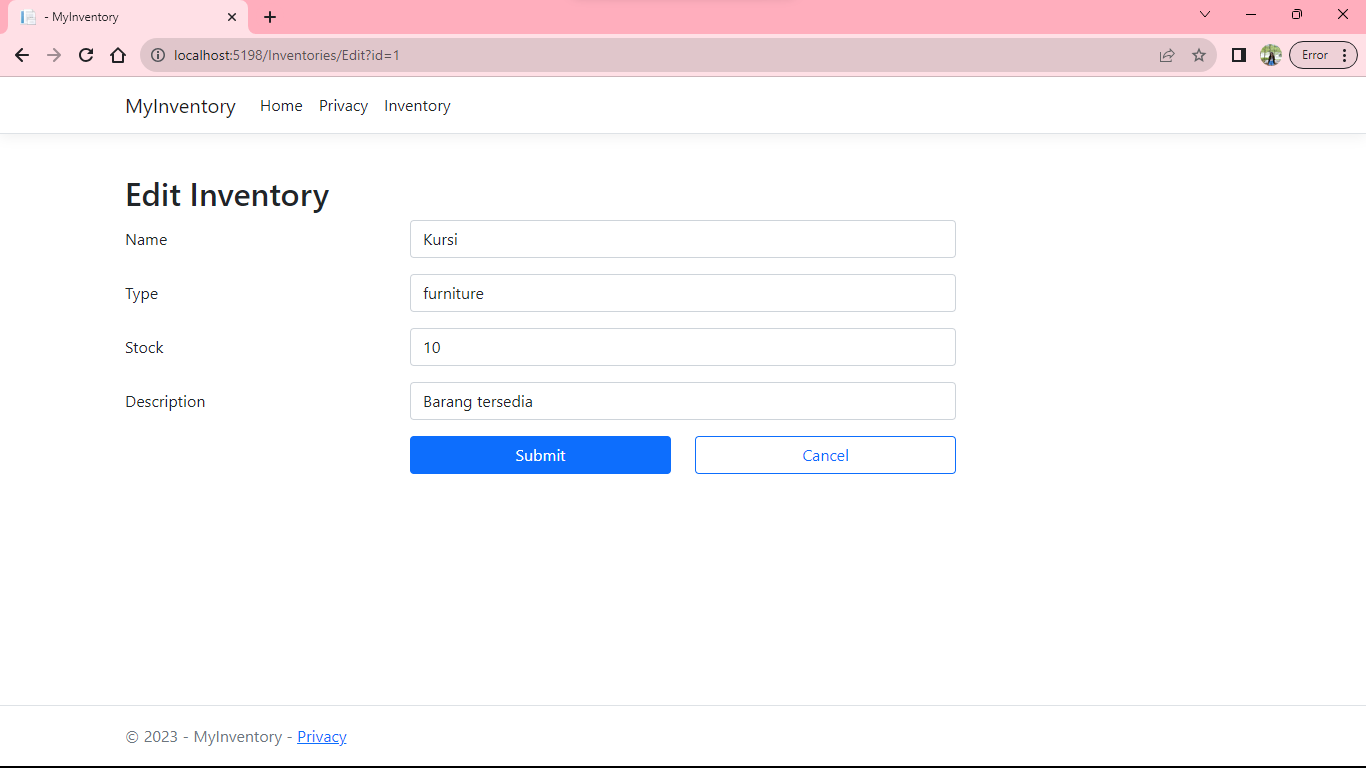 - MyInventory
localhost:5198/Inventories/Edit?id=1
Error
MyInventory Home Privacy Inventory
Edit Inventory
Name Kursi
Type furniture
Stock 10
Description Barang tersedia
Submit Cancel
© 2023 - MyInventory - Privacy